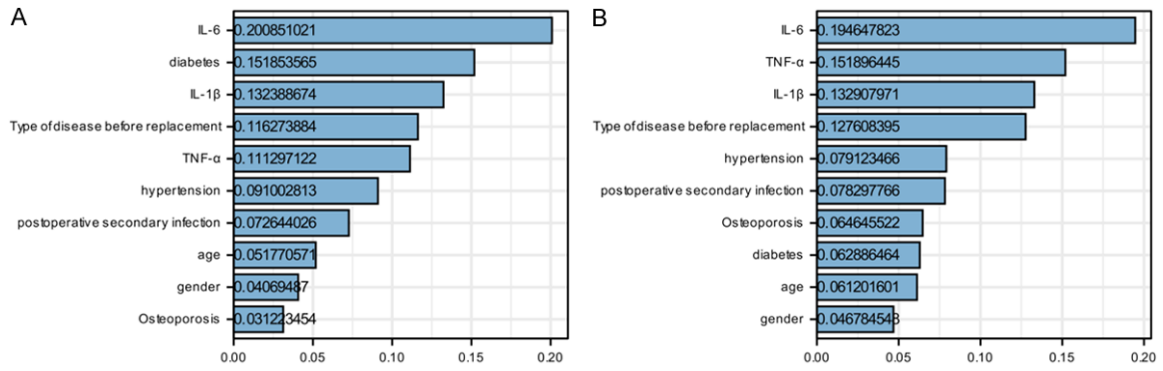 A
IL-6 0.200851021
diabetes 0.151853565
IL-1β 0.132388674
Type of disease before replacement 0.116273884
TNF-α 0.111297122
hypertension 0.091002813
postoperative secondary infection 0.072644026
age 0.051770571
gender 0.04069487
Osteoporosis 0.031223454
0.00 0.05 0.10 0.15 0.20
B
IL-6 0.194647823
TNF-α 0.151896445
IL-1β 0.132907971
Type of disease before replacement 0.127608395
hypertension 0.079123466
postoperative secondary infection 0.078297766
Osteoporosis 0.064645522
diabetes 0.062886464
age 0.061201601
gender 0.046784548
0.00 0.05 0.10 0.15 0.20